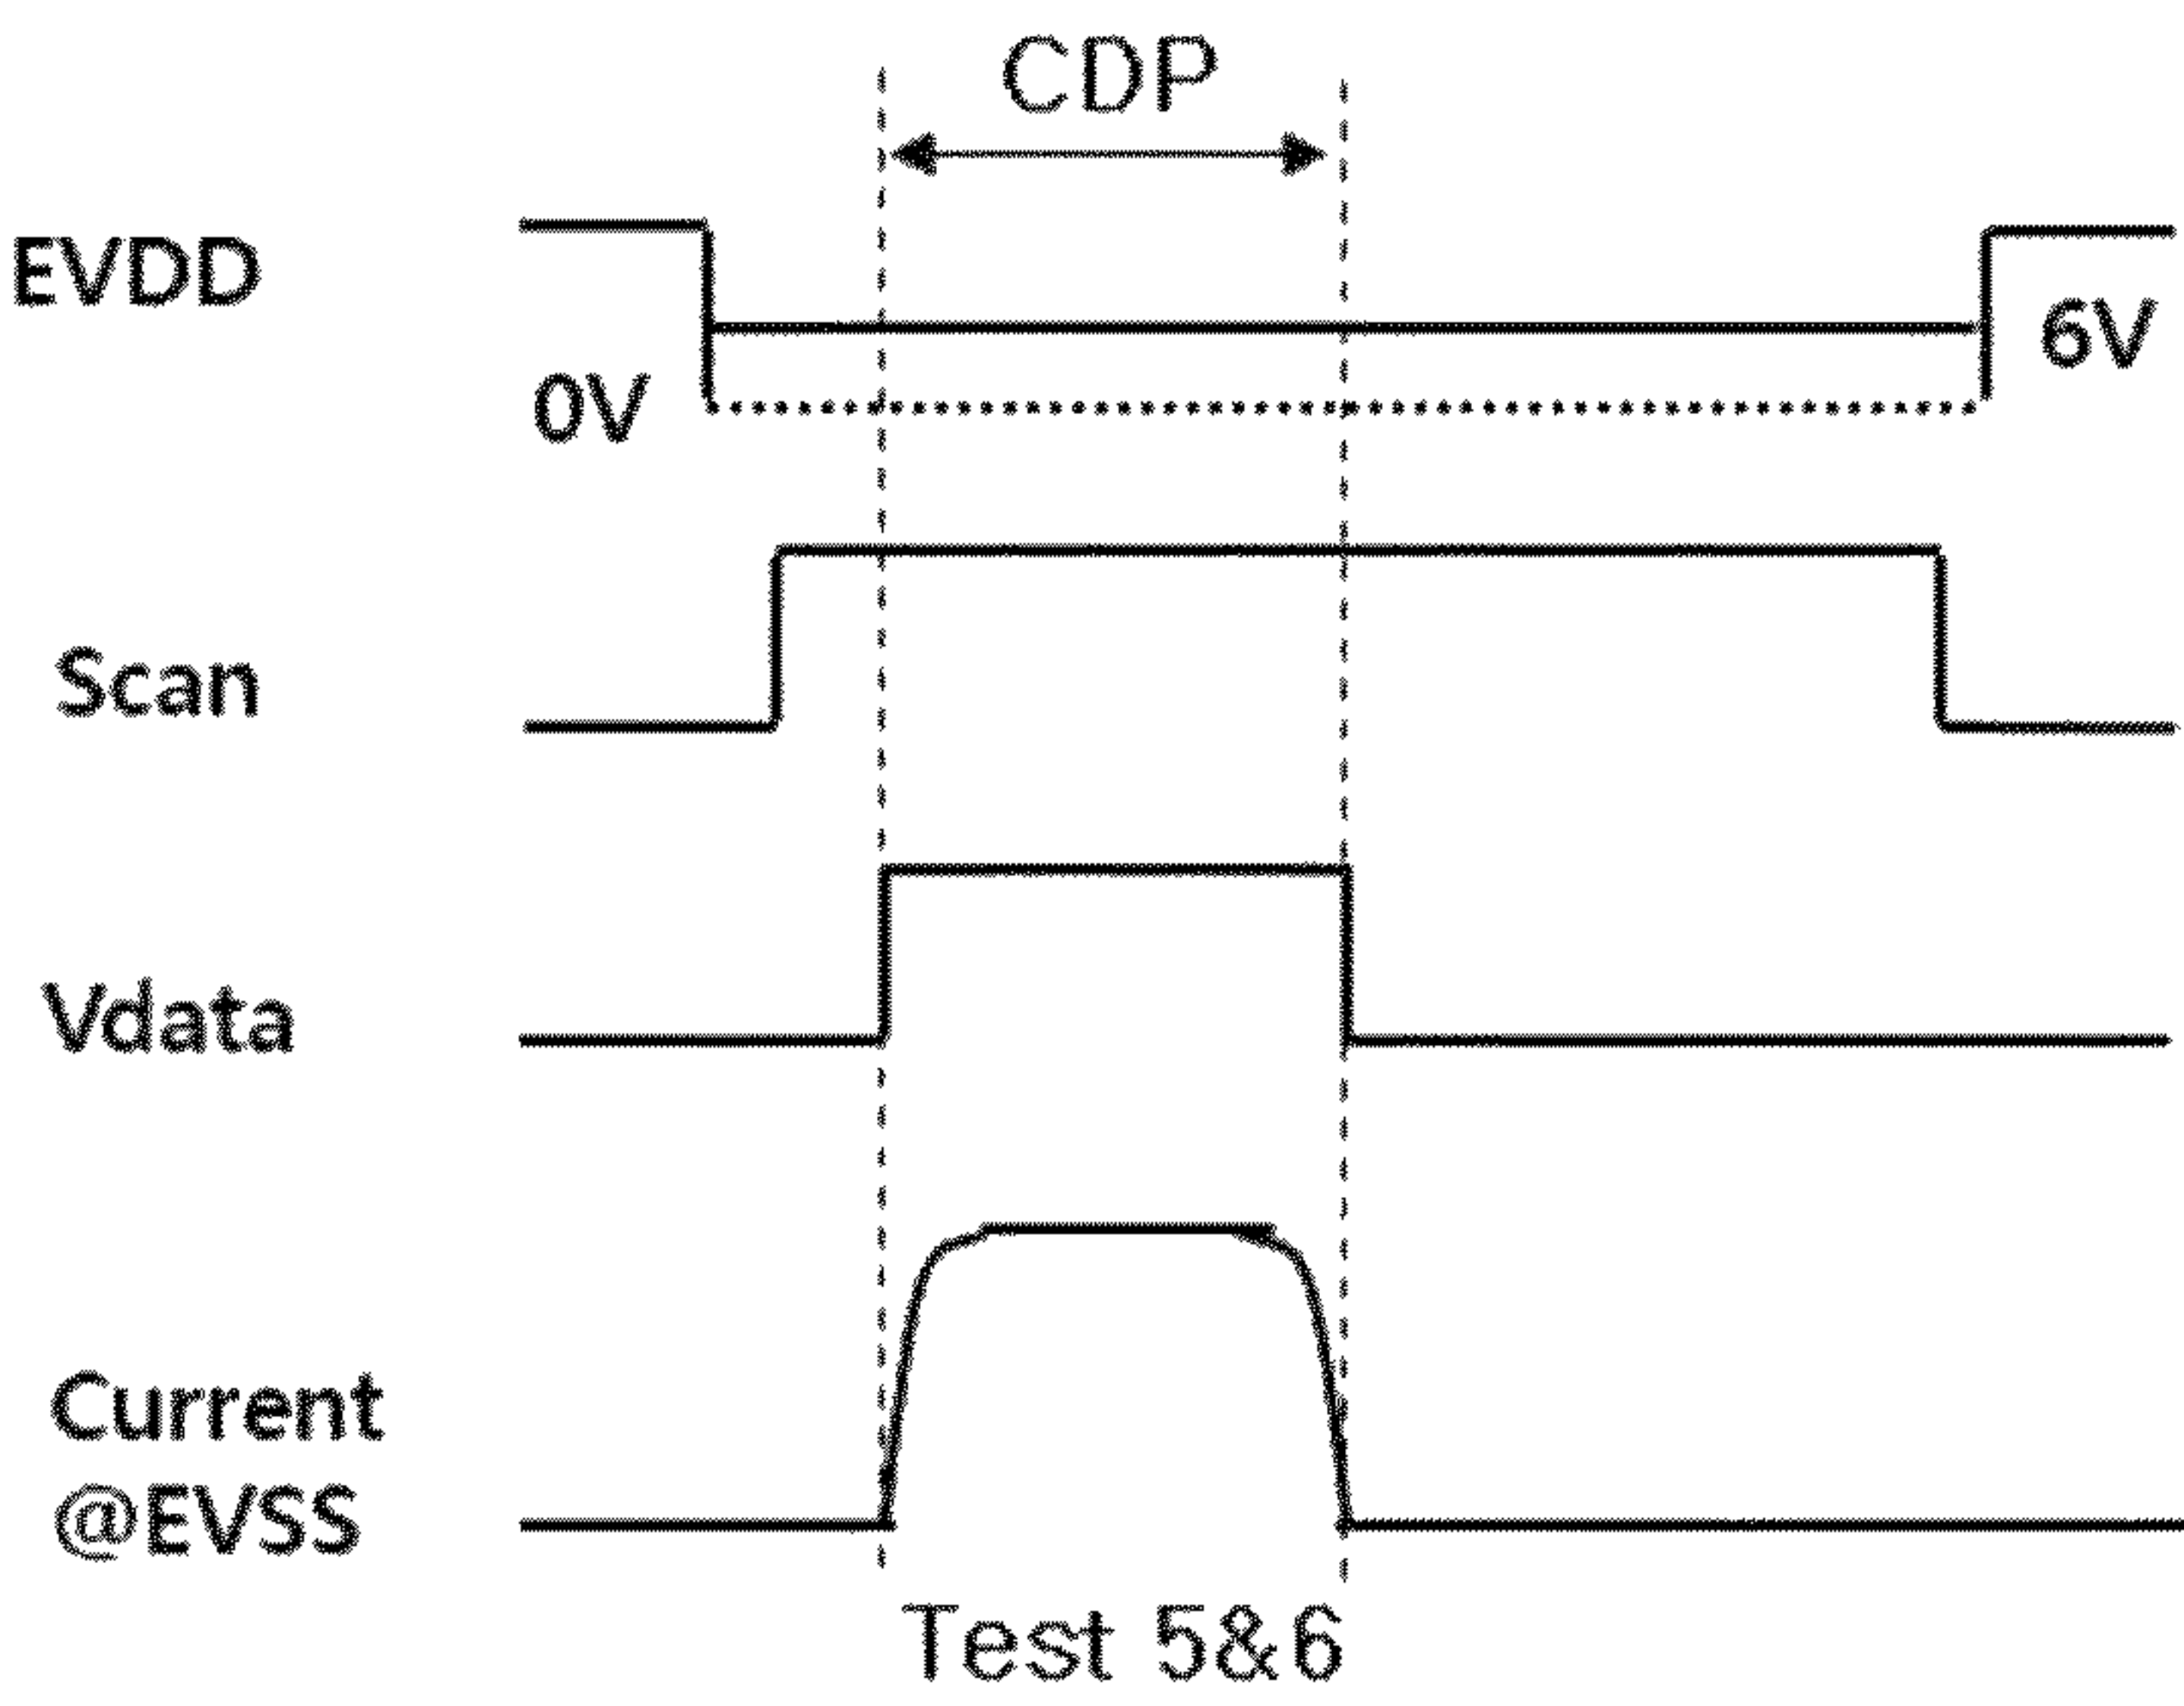 CDP
EVDD
6V
0V
Scan
Vdata
Current
@EVSS
Test 5&6